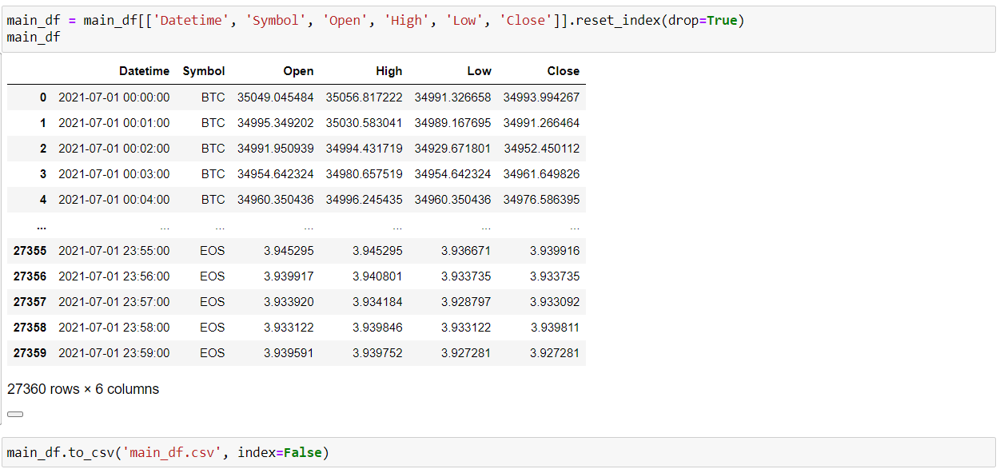 main_df = main_df[['Datetime', 'Symbol', 'Open', 'High', 'Low', 'Close']].reset_index(drop=True)
main_df
Datetime Symbol Open High Low Close
0 2021-07-01 00:00:00 BTC 35049.045484 35056.817222 34991.326658 34993.994267
1 2021-07-01 00:01:00 BTC 34995.349202 35030.583041 34989.167695 34991.266464
2 2021-07-01 00:02:00 BTC 34991.950939 34994.431719 34929.671801 34952.450112
3 2021-07-01 00:03:00 BTC 34954.642324 34980.657519 34954.642324 34961.649826
4 2021-07-01 00:04:00 BTC 34960.350436 34996.245435 34960.350436 34976.586395
... ... ... ... ... ... ...
27355 2021-07-01 23:55:00 EOS 3.945295 3.945295 3.936671 3.939916
27356 2021-07-01 23:56:00 EOS 3.939917 3.940801 3.933735 3.933735
27357 2021-07-01 23:57:00 EOS 3.933920 3.934184 3.928797 3.933092
27358 2021-07-01 23:58:00 EOS 3.933122 3.939846 3.933122 3.939811
27359 2021-07-01 23:59:00 EOS 3.939591 3.939752 3.927281 3.927281
27360 rows × 6 columns
main_df.to_csv('main_df.csv', index=False)